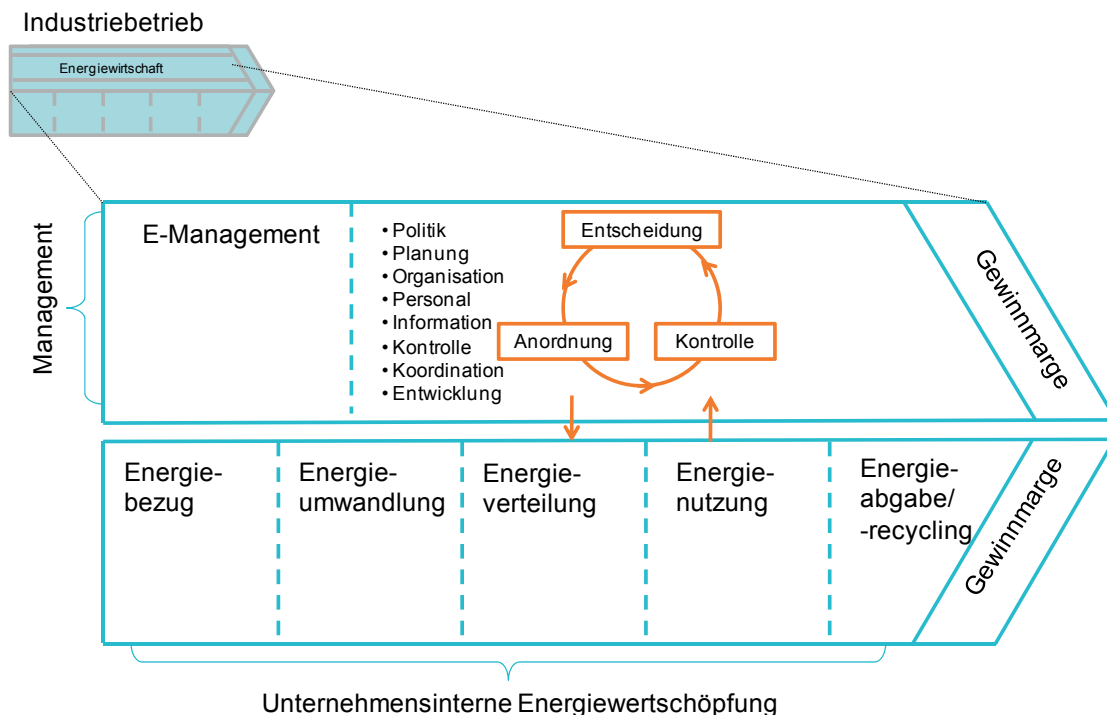 Industriebetrieb
Energiewirtschaft
Management
E-Management
• Politik
• Planung
• Organisation
• Personal
• Information
• Kontrolle
• Koordination
• Entwicklung
Entscheidung
Anordnung
Kontrolle
Gewinnmarge
Energie-
bezug
Energie-
umwandlung
Energie-
verteilung
Energie-
nutzung
Energie-
abgabe/
-recycling
Gewinnmarge
Unternehmensinterne Energiewertschöpfung